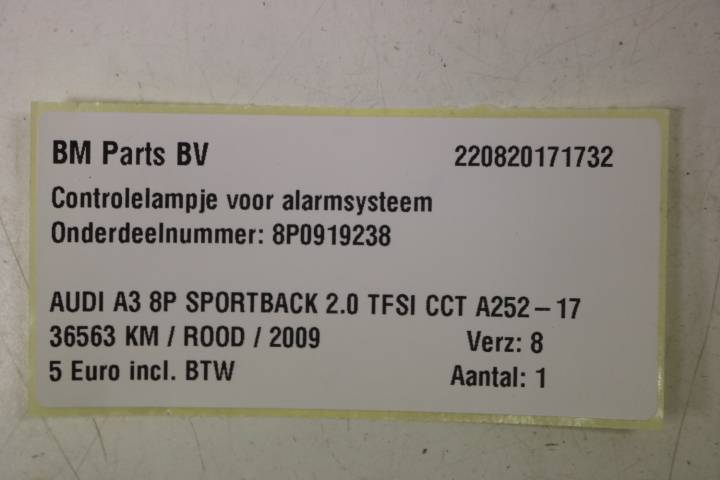 BM Parts BV 220820171732
Controlelampje voor alarmsysteem
Onderdeelnummer: 8P0919238
AUDI A3 8P SPORTBACK 2.0 TFSI CCT A252 – 17
36563 KM / ROOD / 2009 Verz: 8
5 Euro incl. BTW Aantal: 1